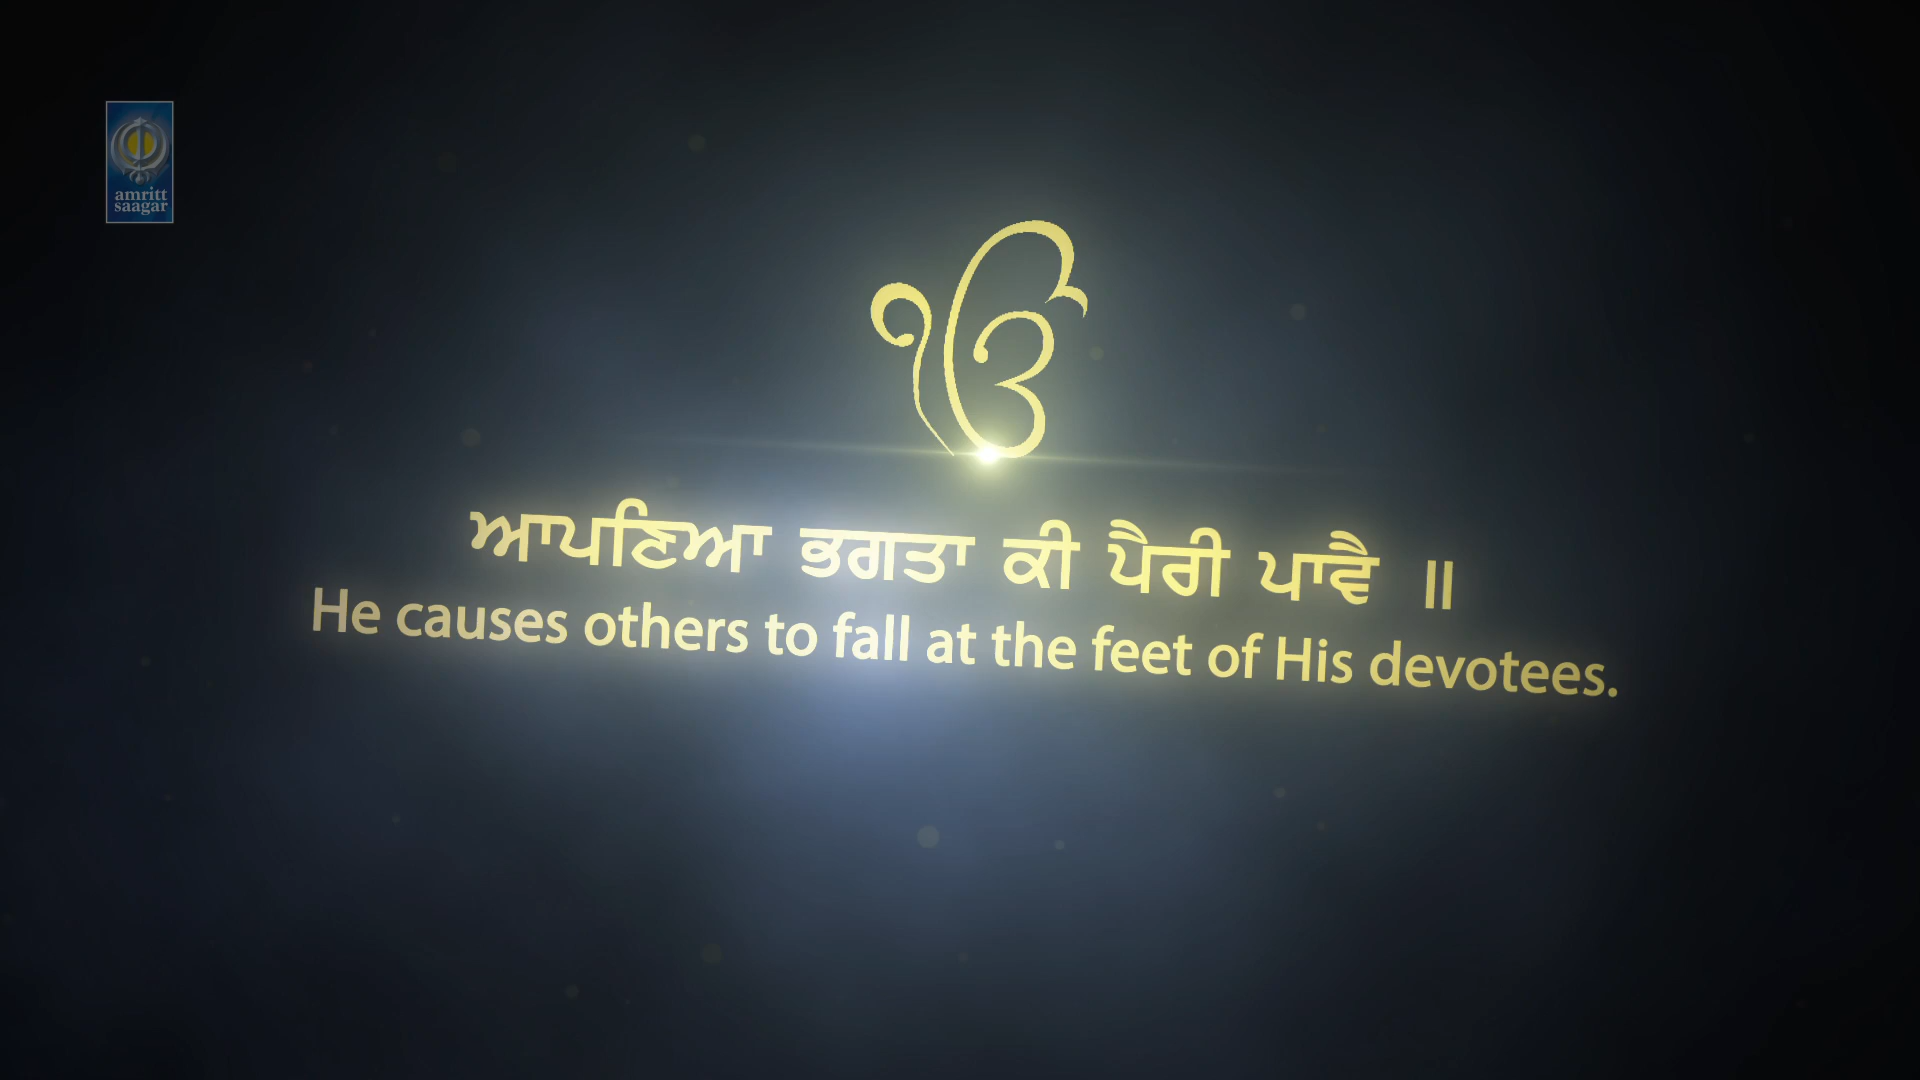 amritt
saagar
ੴ
ਆਪਣਿਆ ਭਗਤਾ ਕੀ ਪੈਰੀ ਪਾਵੈ ॥
He causes others to fall at the feet of His devotees.